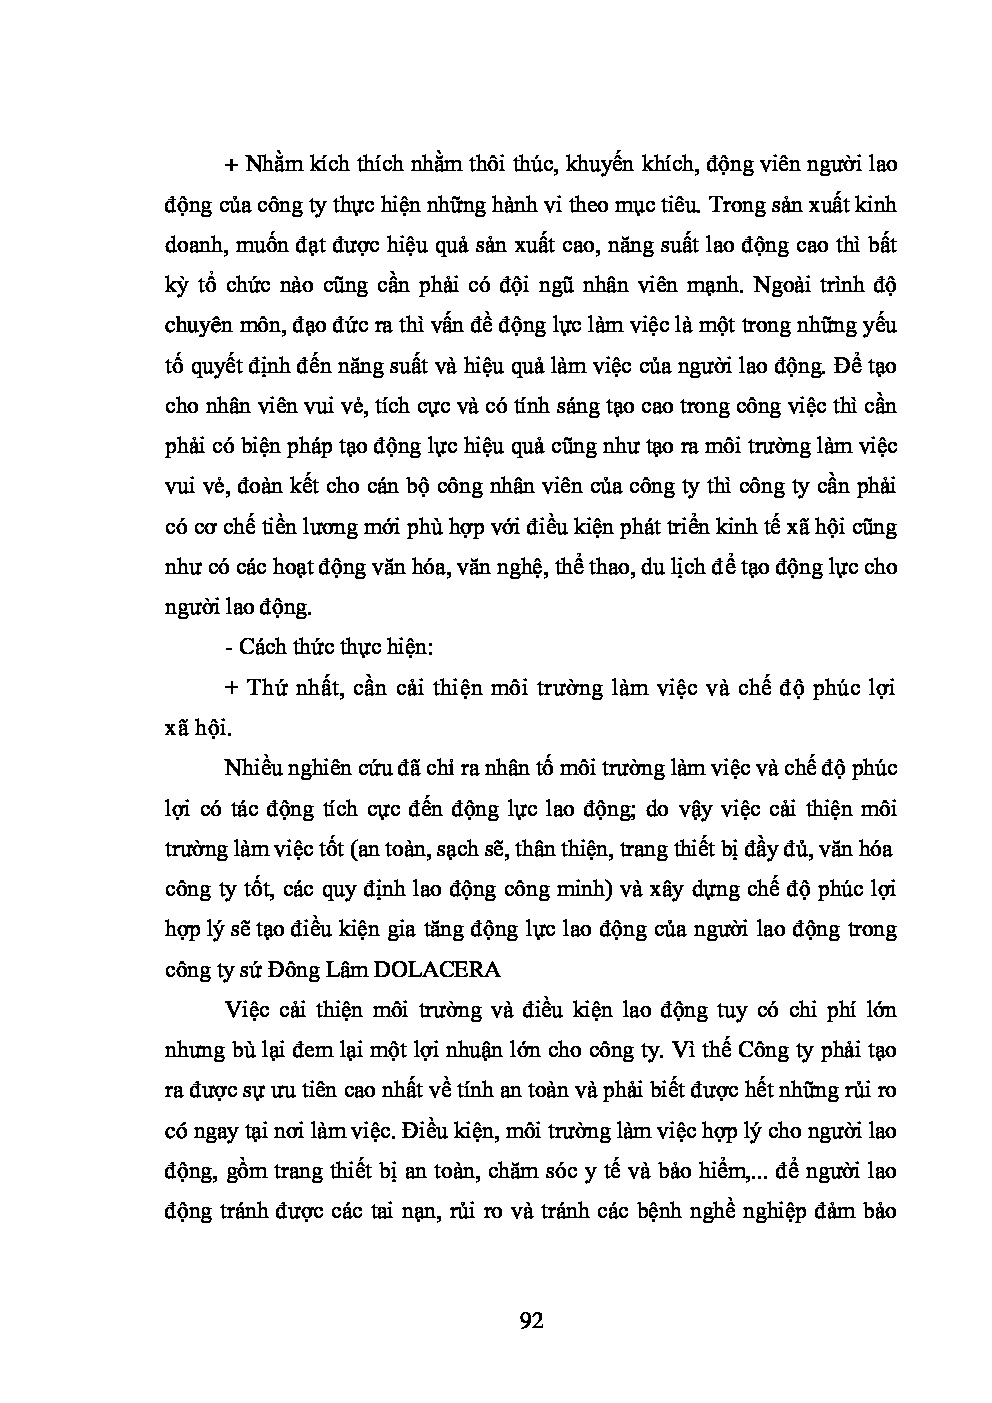 + Nhằm kích thích nhằm thôi thúc, khuyến khích, động viên người lao
động của công ty thực hiện những hành vi theo mục tiêu. Trong sản xuất kinh
doanh, muốn đạt được hiệu quả sản xuất cao, năng suất lao động cao thì bất
kỳ tổ chức nào cũng cần phải có đội ngũ nhân viên mạnh. Ngoài trình độ
chuyên môn, đạo đức ra thì vấn đề động lực làm việc là một trong những yếu
tố quyết định đến năng suất và hiệu quả làm việc của người lao động. Để tạo
cho nhân viên vui vẻ, tích cực và có tính sáng tạo cao trong công việc thì cần
phải có biện pháp tạo động lực hiệu quả cũng như tạo ra môi trường làm việc
vui vẻ, đoàn kết cho cán bộ công nhân viên của công ty thì công ty cần phải
có cơ chế tiền lương mới phù hợp với điều kiện phát triển kinh tế xã hội cũng
như có các hoạt động văn hóa, văn nghệ, thể thao, du lịch để tạo động lực cho
người lao động.
- Cách thức thực hiện:
+ Thứ nhất, cần cải thiện môi trường làm việc và chế độ phúc lợi
xã hội.
Nhiều nghiên cứu đã chỉ ra nhân tố môi trường làm việc và chế độ phúc
lợi có tác động tích cực đến động lực lao động; do vậy việc cải thiện môi
trường làm việc tốt (an toàn, sạch sẽ, thân thiện, trang thiết bị đầy đủ, văn hóa
công ty tốt, các quy định lao động công minh) và xây dựng chế độ phúc lợi
hợp lý sẽ tạo điều kiện gia tăng động lực lao động của người lao động trong
công ty sứ Đông Lâm DOLACERA
Việc cải thiện môi trường và điều kiện lao động tuy có chi phí lớn
nhưng bù lại đem lại một lợi nhuận lớn cho công ty. Vì thế Công ty phải tạo
ra được sự ưu tiên cao nhất về tính an toàn và phải biết được hết những rủi ro
có ngay tại nơi làm việc. Điều kiện, môi trường làm việc hợp lý cho người lao
động, gồm trang thiết bị an toàn, chăm sóc y tế và bảo hiểm,... để người lao
động tránh được các tai nạn, rủi ro và tránh các bệnh nghề nghiệp đảm bảo
92